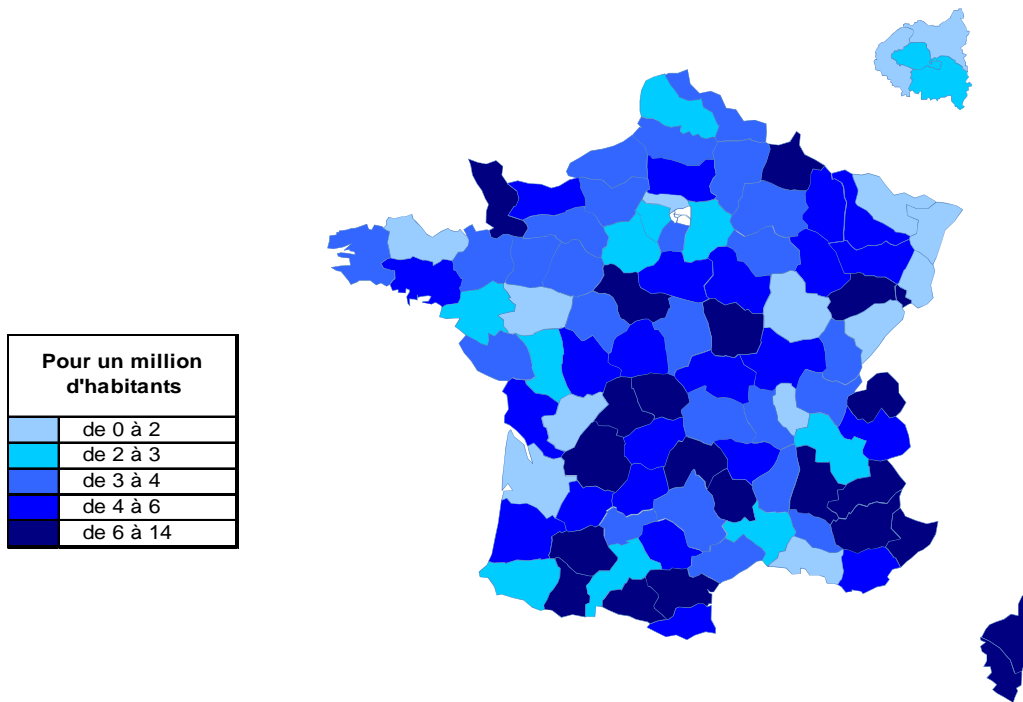 Pour un million
d'habitants
de 0 à 2
de 2 à 3
de 3 à 4
de 4 à 6
de 6 à 14